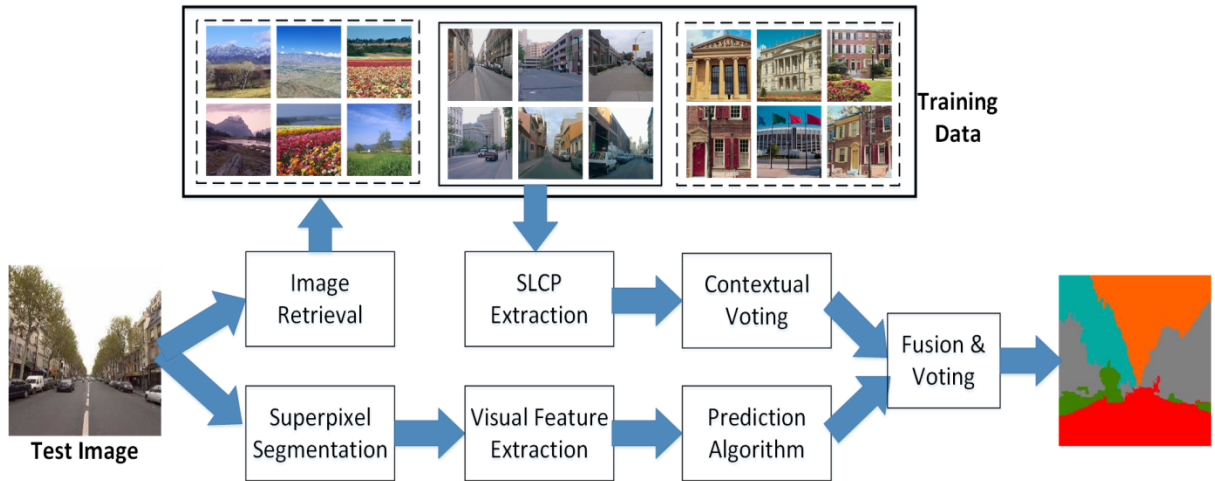 Training
Data
Image
Retrieval
SLCP
Extraction
Contextual
Voting
Fusion &
Voting
Test Image
Superpixel
Segmentation
Visual Feature
Extraction
Prediction
Algorithm